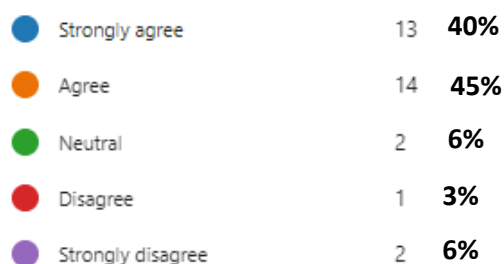 Strongly agree 13 40%
Agree 14 45%
Neutral 2 6%
Disagree 1 3%
Strongly disagree 2 6%